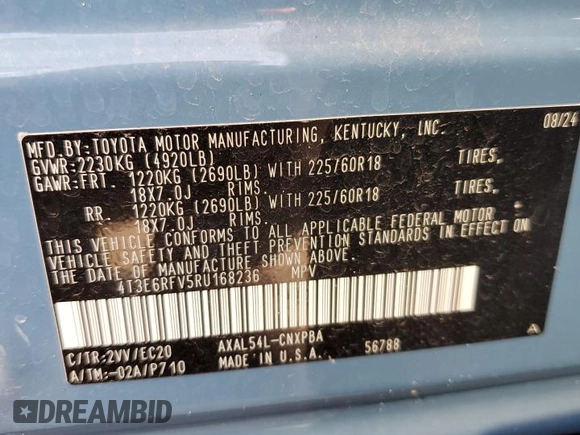 MFD.BY:TOYOTA MOTOR MANUFACTURING, KENTUCKY, INC. 08/24
GVWR:2230KG (4920LB)
GAWR:FRT. 1220KG (2690LB) WITH 225/60R18 TIRES.
18X7.0J RIMS.
RR. 1220KG (2690LB) WITH 225/60R18 TIRES.
18X7.0J RIMS.
THIS VEHICLE CONFORMS TO ALL APPLICABLE FEDERAL MOTOR
VEHICLE SAFETY AND THEFT PREVENTION STANDARDS IN EFFECT ON
THE DATE OF MANUFACTURE SHOWN ABOVE.
4T3E6RFV5RU168236 MPV
C/TR:2VV/EC20 AXAL54L-CNXPBA
A/TM:-02A/P710 MADE IN U.S.A. 56788
A
DREAMBID